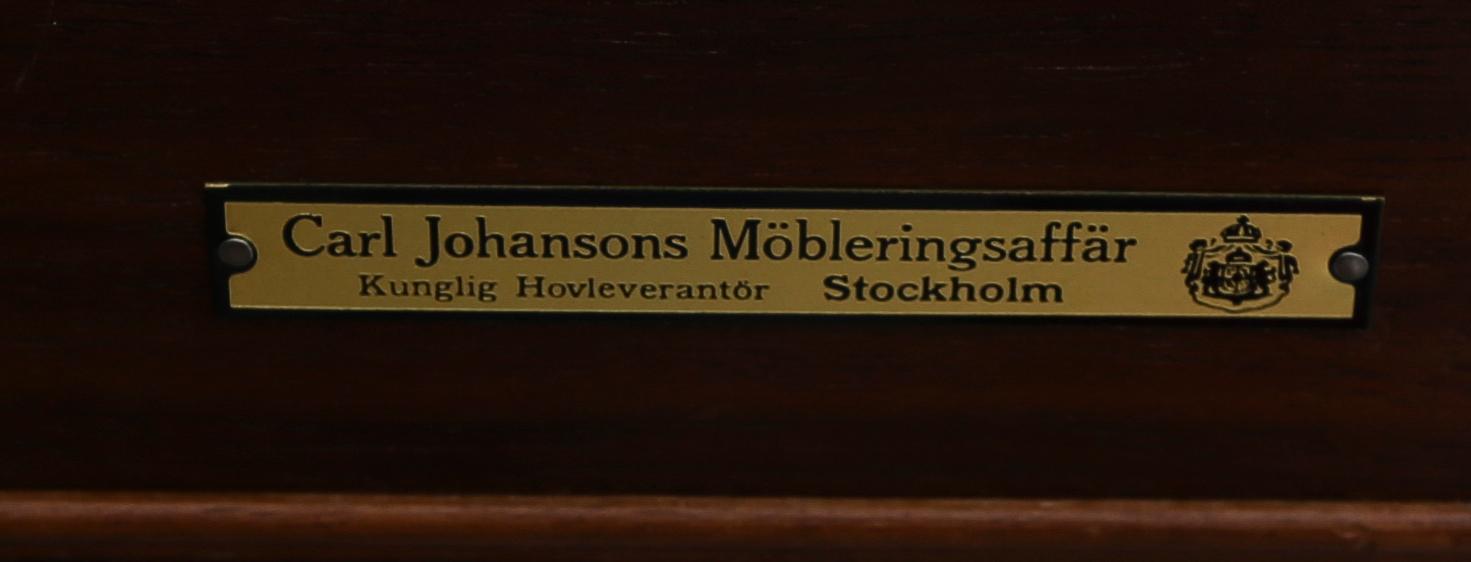 Carl Johansons Möbleringsaffär
Kunglig Hovleverantör Stockholm